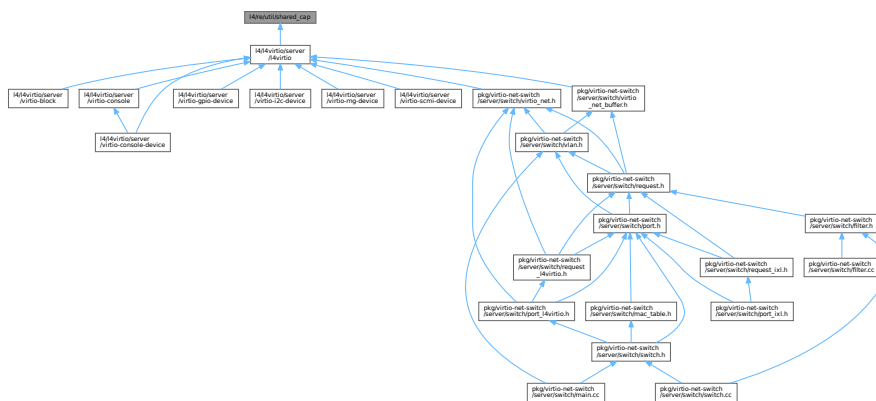 l4/re/util/shared_cap
l4/l4virtio/server
/l4virtio
l4/l4virtio/server
/virtio-block
l4/l4virtio/server
/virtio-console
l4/l4virtio/server
/virtio-gpio-device
l4/l4virtio/server
/virtio-i2c-device
l4/l4virtio/server
/virtio-rng-device
l4/l4virtio/server
/virtio-scmi-device
pkg/virtio-net-switch
/server/switch/virtio_net.h
pkg/virtio-net-switch
/server/switch/virtio
_net_buffer.h
l4/l4virtio/server
/virtio-console-device
pkg/virtio-net-switch
/server/switch/vlan.h
pkg/virtio-net-switch
/server/switch/request.h
pkg/virtio-net-switch
/server/switch/port.h
pkg/virtio-net-switch
/server/switch/filter.h
pkg/virtio-net-switch
/server/switch/request
_l4virtio.h
pkg/virtio-net-switch
/server/switch/request_ixl.h
pkg/virtio-net-switch
/server/switch/filter.cc
pkg/virtio-net-switch
/server/switch/port_l4virtio.h
pkg/virtio-net-switch
/server/switch/mac_table.h
pkg/virtio-net-switch
/server/switch/port_ixl.h
pkg/virtio-net-switch
/server/switch/switch.h
pkg/virtio-net-switch
/server/switch/main.cc
pkg/virtio-net-switch
/server/switch/switch.cc